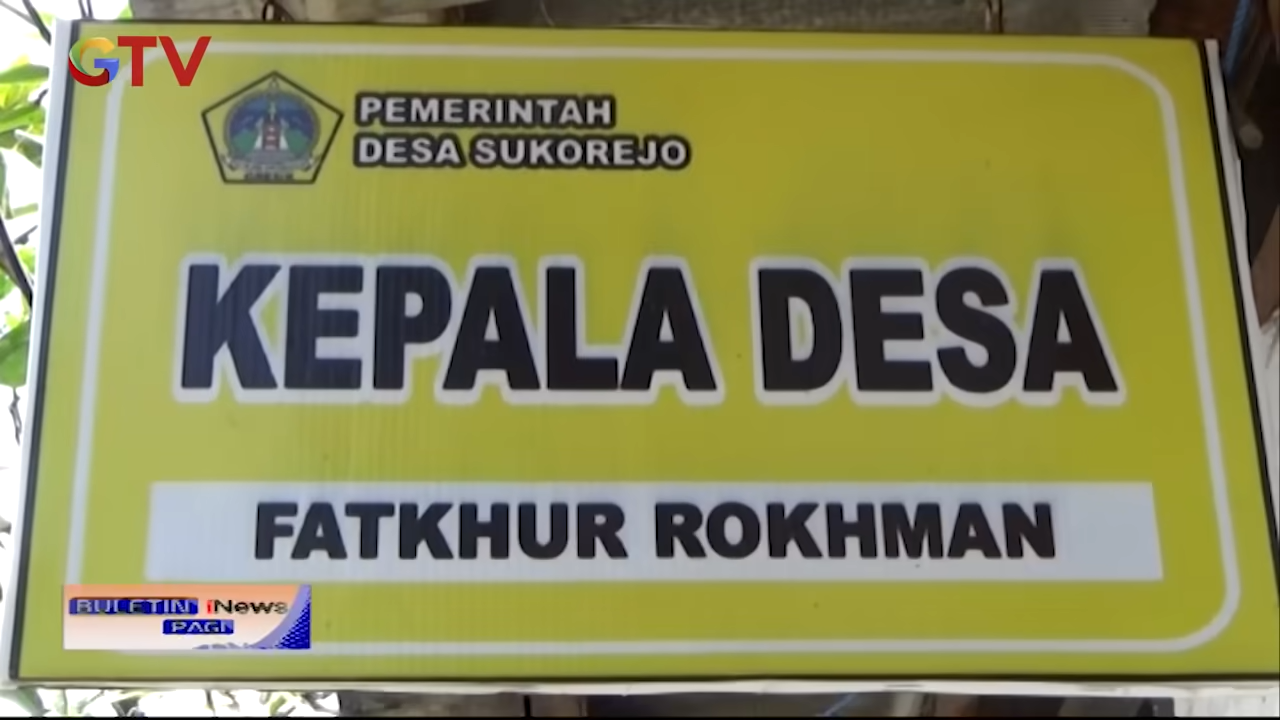 GTV
PEMERINTAH
DESA SUKOREJO
KEPALA DESA
FATKHUR ROKHMAN
BULETIN iNews
PAGI